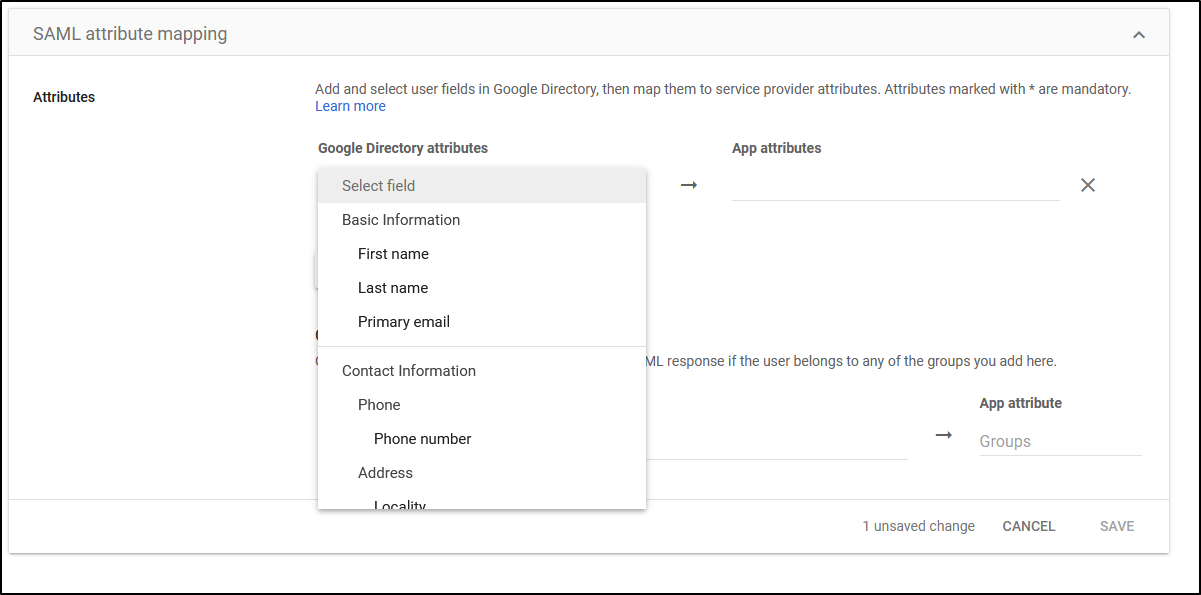 SAML attribute mapping
Attributes
Add and select user fields in Google Directory, then map them to service provider attributes. Attributes marked with * are mandatory.
Learn more
Google Directory attributes
App attributes
Select field
Basic Information
First name
Last name
Primary email
Contact Information
Phone
Phone number
Address
Locality
ML response if the user belongs to any of the groups you add here.
App attribute
Groups
1 unsaved change
CANCEL
SAVE